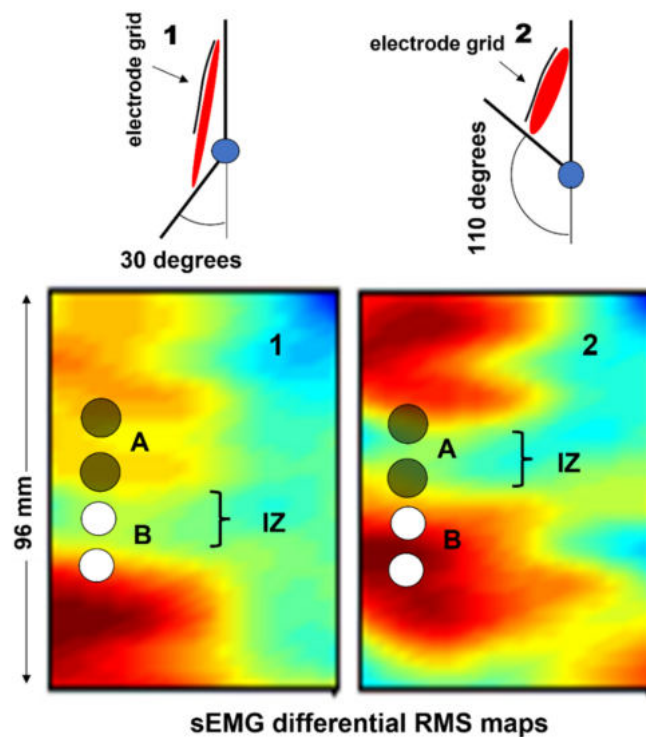 1
electrode grid
30 degrees
2
electrode grid
110 degrees
96 mm
1
A
B
IZ
2
A
B
IZ
sEMG differential RMS maps